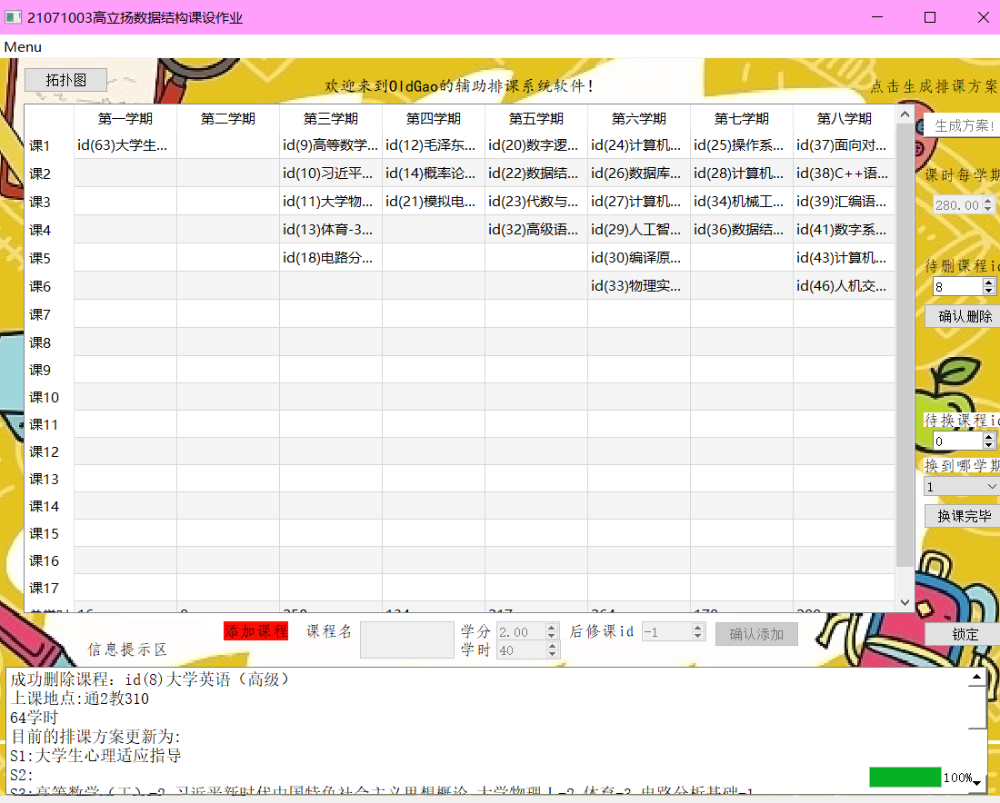 21071003高立扬数据结构课设作业
Menu
拓扑图
欢迎来到OldGao的辅助排课系统软件!
点击生成排课方案
第一学期 第二学期 第三学期 第四学期 第五学期 第六学期 第七学期 第八学期
生成方案!
课1 id(63)大学生... id(9)高等数学... id(12)毛泽东... id(20)数字逻... id(24)计算机... id(25)操作系... id(37)面向对...
课2 id(10)习近平... id(14)概率论... id(22)数据结... id(26)数据库... id(28)计算机... id(38)C++语...
课时每学期
课3 id(11)大学物... id(21)模拟电... id(23)代数与... id(27)计算机... id(34)机械工... id(39)汇编语...
280.00
课4 id(13)体育-3... id(32)高级语... id(29)人工智... id(36)数据结... id(41)数字系...
课5 id(18)电路分... id(30)编译原... id(43)计算机...
待删课程id
课6 id(33)物理实... id(46)人机交...
8
课7
确认删除
课8
课9
课10
课11
待换课程id
课12
0
课13
换到哪学期
1
课14
换课完毕
课15
课16
课17
添加课程 课程名 学分 2.00 后修课id -1 确认添加
学时 40
锁定
信息提示区
成功删除课程: id(8)大学英语（高级）
上课地点:通2教310
64学时
目前的排课方案更新为:
S1:大学生心理适应指导
S2:
S3:高等数学（工）-2 习近平新时代中国特色社会主义思想概论 大学物理Ⅰ-2 体育-3 电路分析基础-1
100%